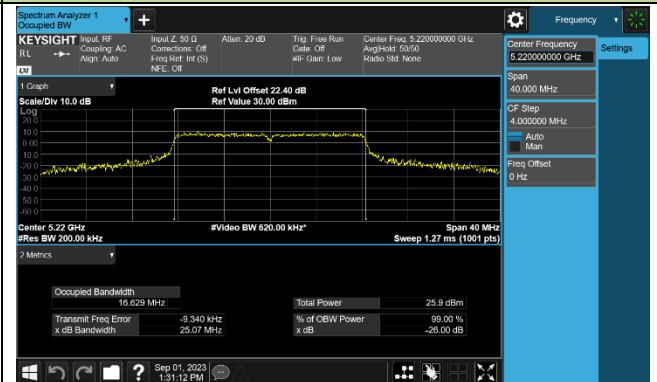 Spectrum Analyzer 1
Occupied BW
+
Frequency
KEYSIGHT
RL
LXI
Input: RF
Coupling: AC
Align: Auto
Input Z: 50 Ω
Corrections: Off
Freq Ref: Int (S)
NFE: Off
Atten: 20 dB
Trig: Free Run
Gate: Off
#IF Gain: Low
Center Freq: 5.220000000 GHz
Avg|Hold: 50/50
Radio Std: None
Center Frequency
5.220000000 GHz
Settings
Span
40.000 MHz
CF Step
4.000000 MHz
Auto
Man
Freq Offset
0 Hz
1 Graph
Scale/Div 10.0 dB
Ref Lvl Offset 22.40 dB
Ref Value 30.00 dBm
Log
20.0
10.0
0.00
-10.0
-20.0
-30.0
-40.0
-50.0
-60.0
Center 5.22 GHz
#Video BW 620.00 kHz*
Span 40 MHz
#Res BW 200.00 kHz
Sweep 1.27 ms (1001 pts)
2 Metrics
Occupied Bandwidth
16.629 MHz
Total Power 25.9 dBm
Transmit Freq Error -9.340 kHz
% of OBW Power 99.00 %
x dB Bandwidth 25.07 MHz
x dB -26.00 dB
?
Sep 01, 2023
1:31:12 PM